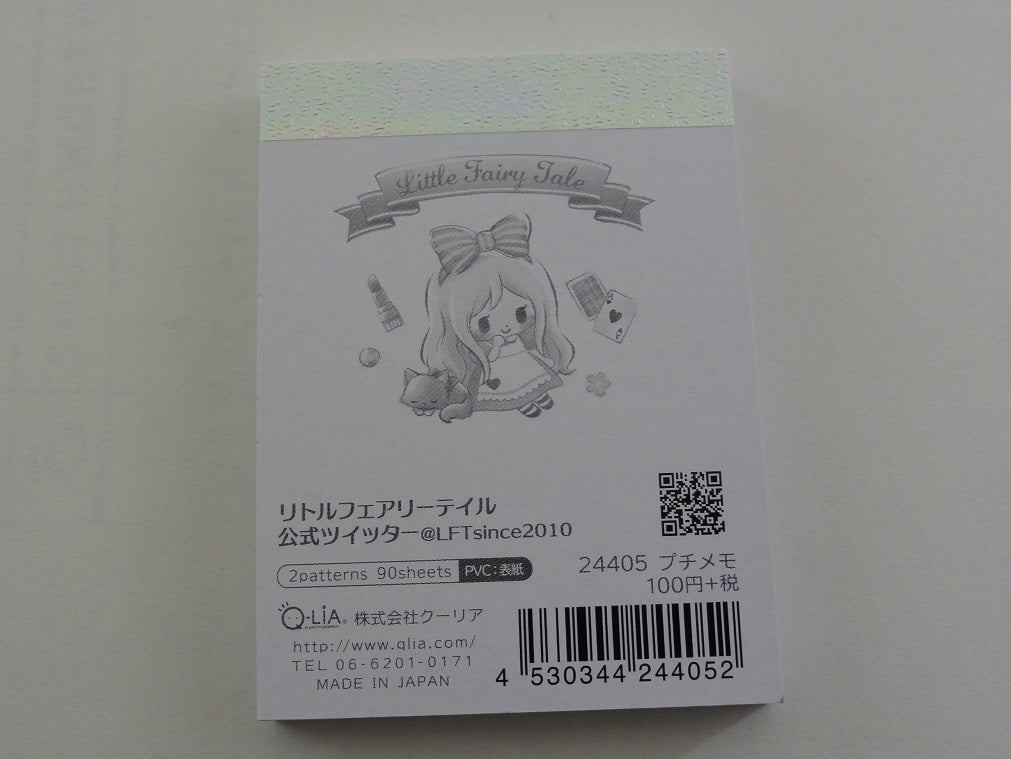 Little Fairy Tale
リトルフェアリーテイル
公式ツイッター@LFTsince2010
2patterns 90sheets PVC:表紙
24405 プチメモ
100円+税
Q-LiA® 株式会社クーリア
http://www.qlia.com/
TEL 06-6201-0171
MADE IN JAPAN
4 530344 244052